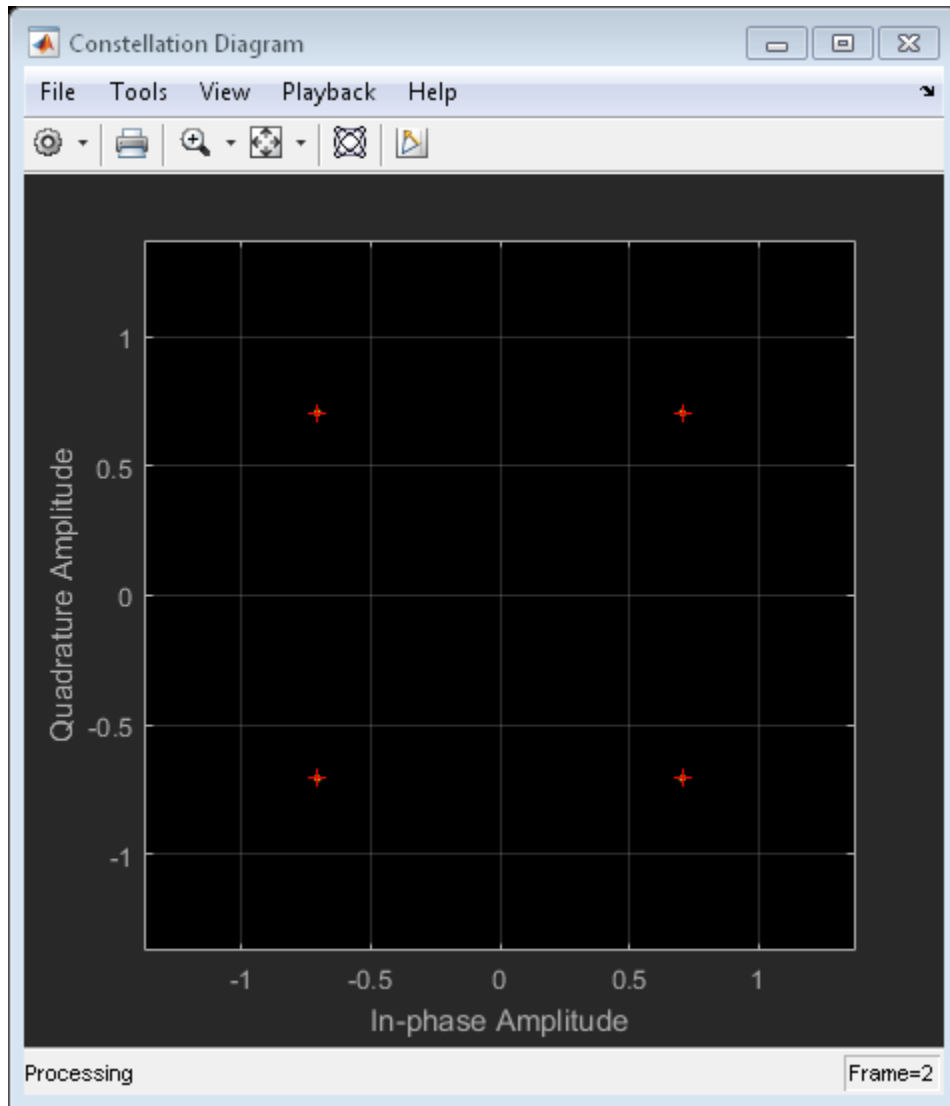 Constellation Diagram
File Tools View Playback Help
1
0.5
0
-0.5
-1
Quadrature Amplitude
-1 -0.5 0 0.5 1
In-phase Amplitude
Processing Frame=2